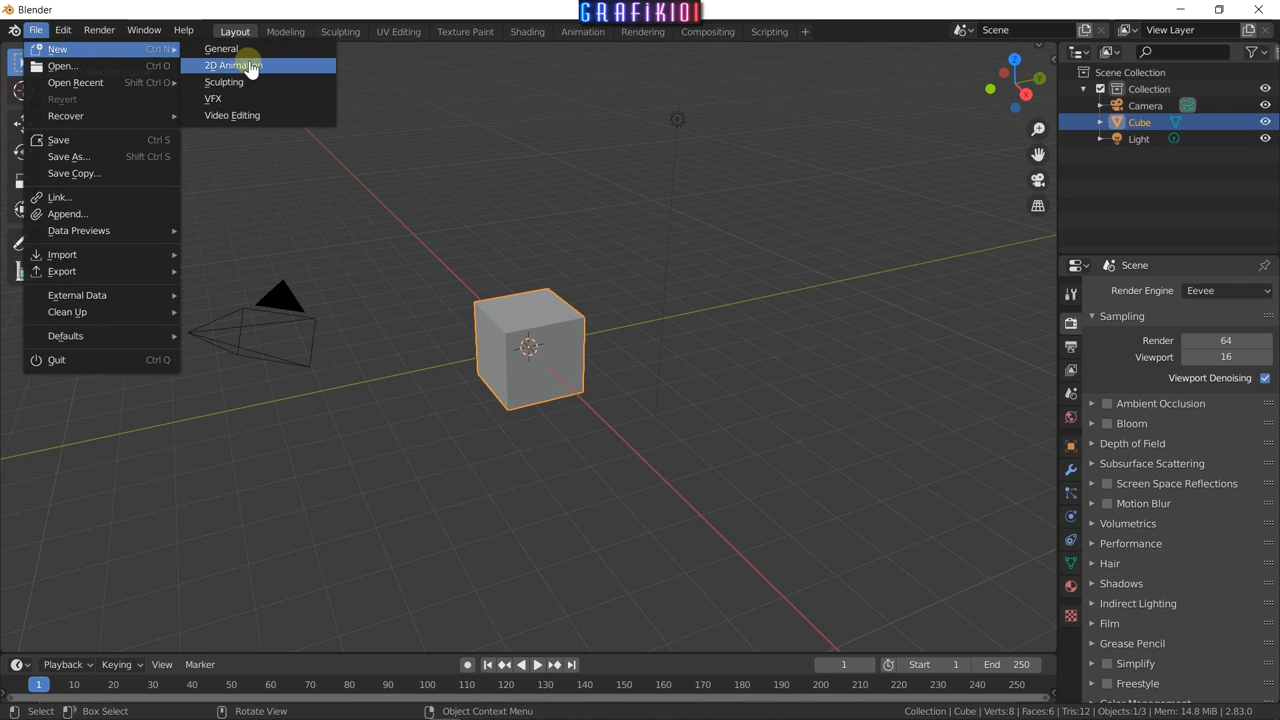 Blender
GRAFIK101
File Edit Render Window Help Layout Modeling Sculpting UV Editing Texture Paint Shading Animation Rendering Compositing Scripting + Scene View Layer
New Ctrl N
Open... Ctrl O
Open Recent Shift Ctrl O
Revert
Recover
Save Ctrl S
Save As... Shift Ctrl S
Save Copy...
Link...
Append...
Data Previews
Import
Export
External Data
Clean Up
Defaults
Quit Ctrl Q
General
2D Animation
Sculpting
VFX
Video Editing
Z
Y
X
Scene Collection
Collection
Camera
Cube
Light
Scene
Render Engine Eevee
Sampling
Render 64
Viewport 16
Viewport Denoising
Ambient Occlusion
Bloom
Depth of Field
Subsurface Scattering
Screen Space Reflections
Motion Blur
Volumetrics
Performance
Hair
Shadows
Indirect Lighting
Film
Grease Pencil
Simplify
Freestyle
Playback Keying View Marker 1 Start 1 End 250
1 10 20 30 40 50 60 70 80 90 100 110 120 130 140 150 160 170 180 190 200 210 220 230 240 250
Select Box Select Rotate View Object Context Menu Collection | Cube | Verts:8 | Faces:6 | Tris:12 | Objects:1/3 | Mem: 14.8 MiB | 2.83.0